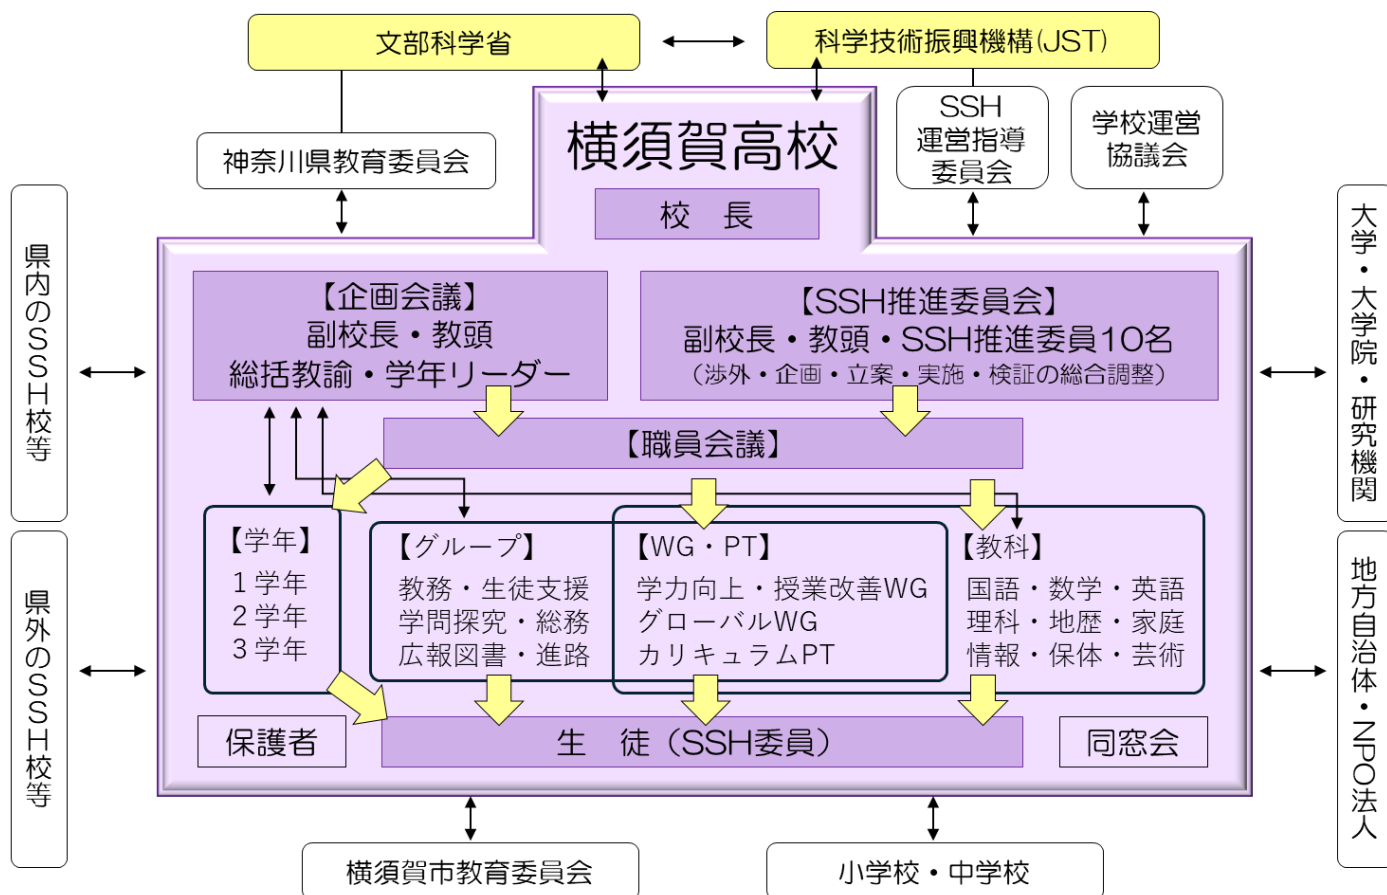 文部科学省
科学技術振興機構(JST)
神奈川県教育委員会
横須賀高校
校　長
SSH
運営指導
委員会
学校運営
協議会
県内のSSH校等
県外のSSH校等
大学・大学院・研究機関
地方自治体・NPO法人
【企画会議】
副校長・教頭
総括教諭・学年リーダー
【SSH推進委員会】
副校長・教頭・SSH推進委員10名
（渉外・企画・立案・実施・検証の総合調整）
【職員会議】
【学年】
1学年
2学年
3学年
【グループ】
教務・生徒支援
学問探究・総務
広報図書・進路
【WG・PT】
学力向上・授業改善WG
グローバルWG
カリキュラムPT
【教科】
国語・数学・英語
理科・地歴・家庭
情報・保体・芸術
保護者
生　徒（SSH委員）
同窓会
横須賀市教育委員会
小学校・中学校